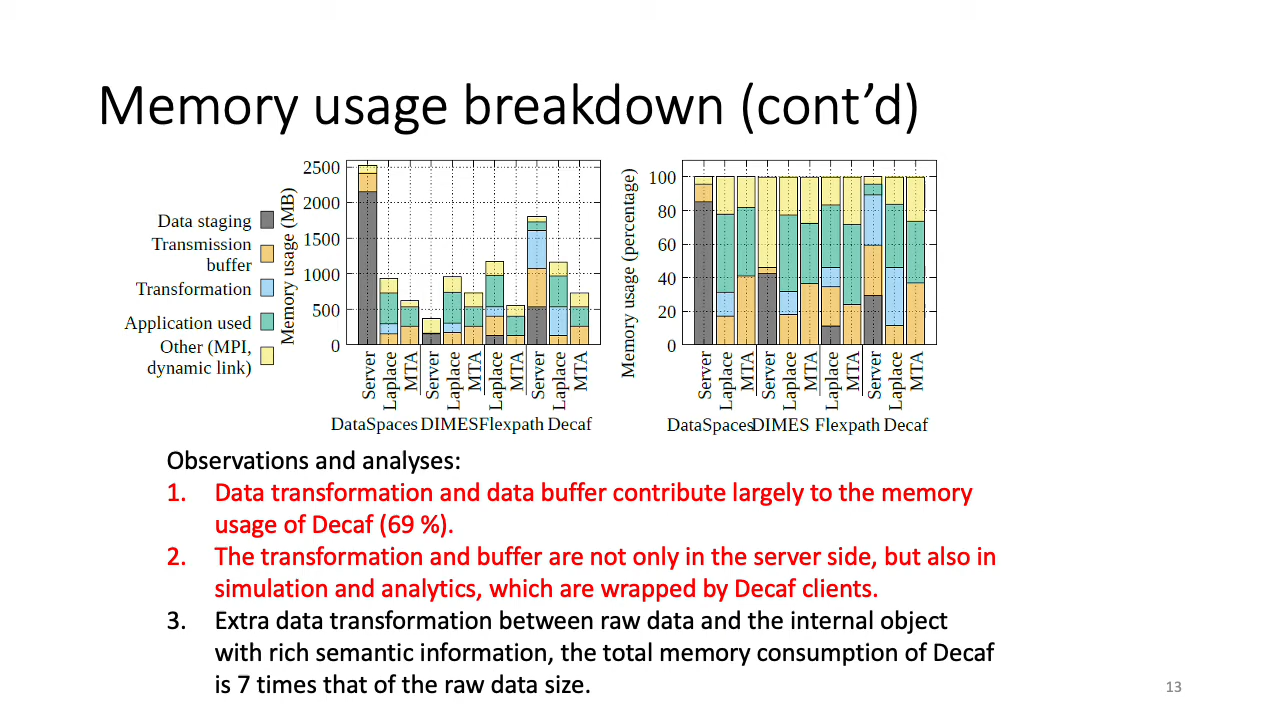 Memory usage breakdown (cont’d)
Data staging
Transmission
buffer
Transformation
Application used
Other (MPI,
dynamic link)
Memory usage (MB)
2500
2000
1500
1000
500
0
Server
Laplace
MTA
Server
Laplace
MTA
Laplace
MTA
Server
Laplace
MTA
DataSpaces DIMES Flexpath Decaf
Memory usage (percentage)
100
80
60
40
20
0
Server
Laplace
MTA
Server
Laplace
MTA
Laplace
MTA
Server
Laplace
MTA
DataSpaces DIMES Flexpath Decaf
Observations and analyses:
1. Data transformation and data buffer contribute largely to the memory
usage of Decaf (69 %).
2. The transformation and buffer are not only in the server side, but also in
simulation and analytics, which are wrapped by Decaf clients.
3. Extra data transformation between raw data and the internal object
with rich semantic information, the total memory consumption of Decaf
is 7 times that of the raw data size.
13